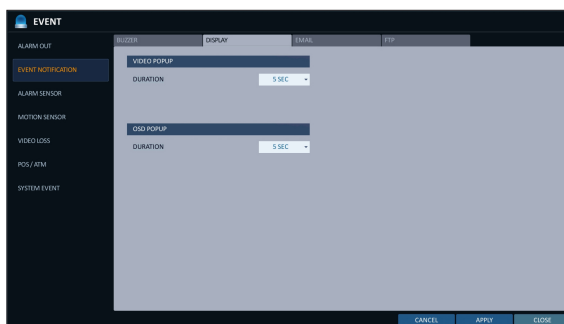 EVENT
BUZZER DISPLAY EMAIL FTP
ALARM OUT
EVENT NOTIFICATION
ALARM SENSOR
MOTION SENSOR
VIDEO LOSS
POS / ATM
SYSTEM EVENT
VIDEO POPUP
DURATION 5 SEC
OSD POPUP
DURATION 5 SEC
CANCEL APPLY CLOSE